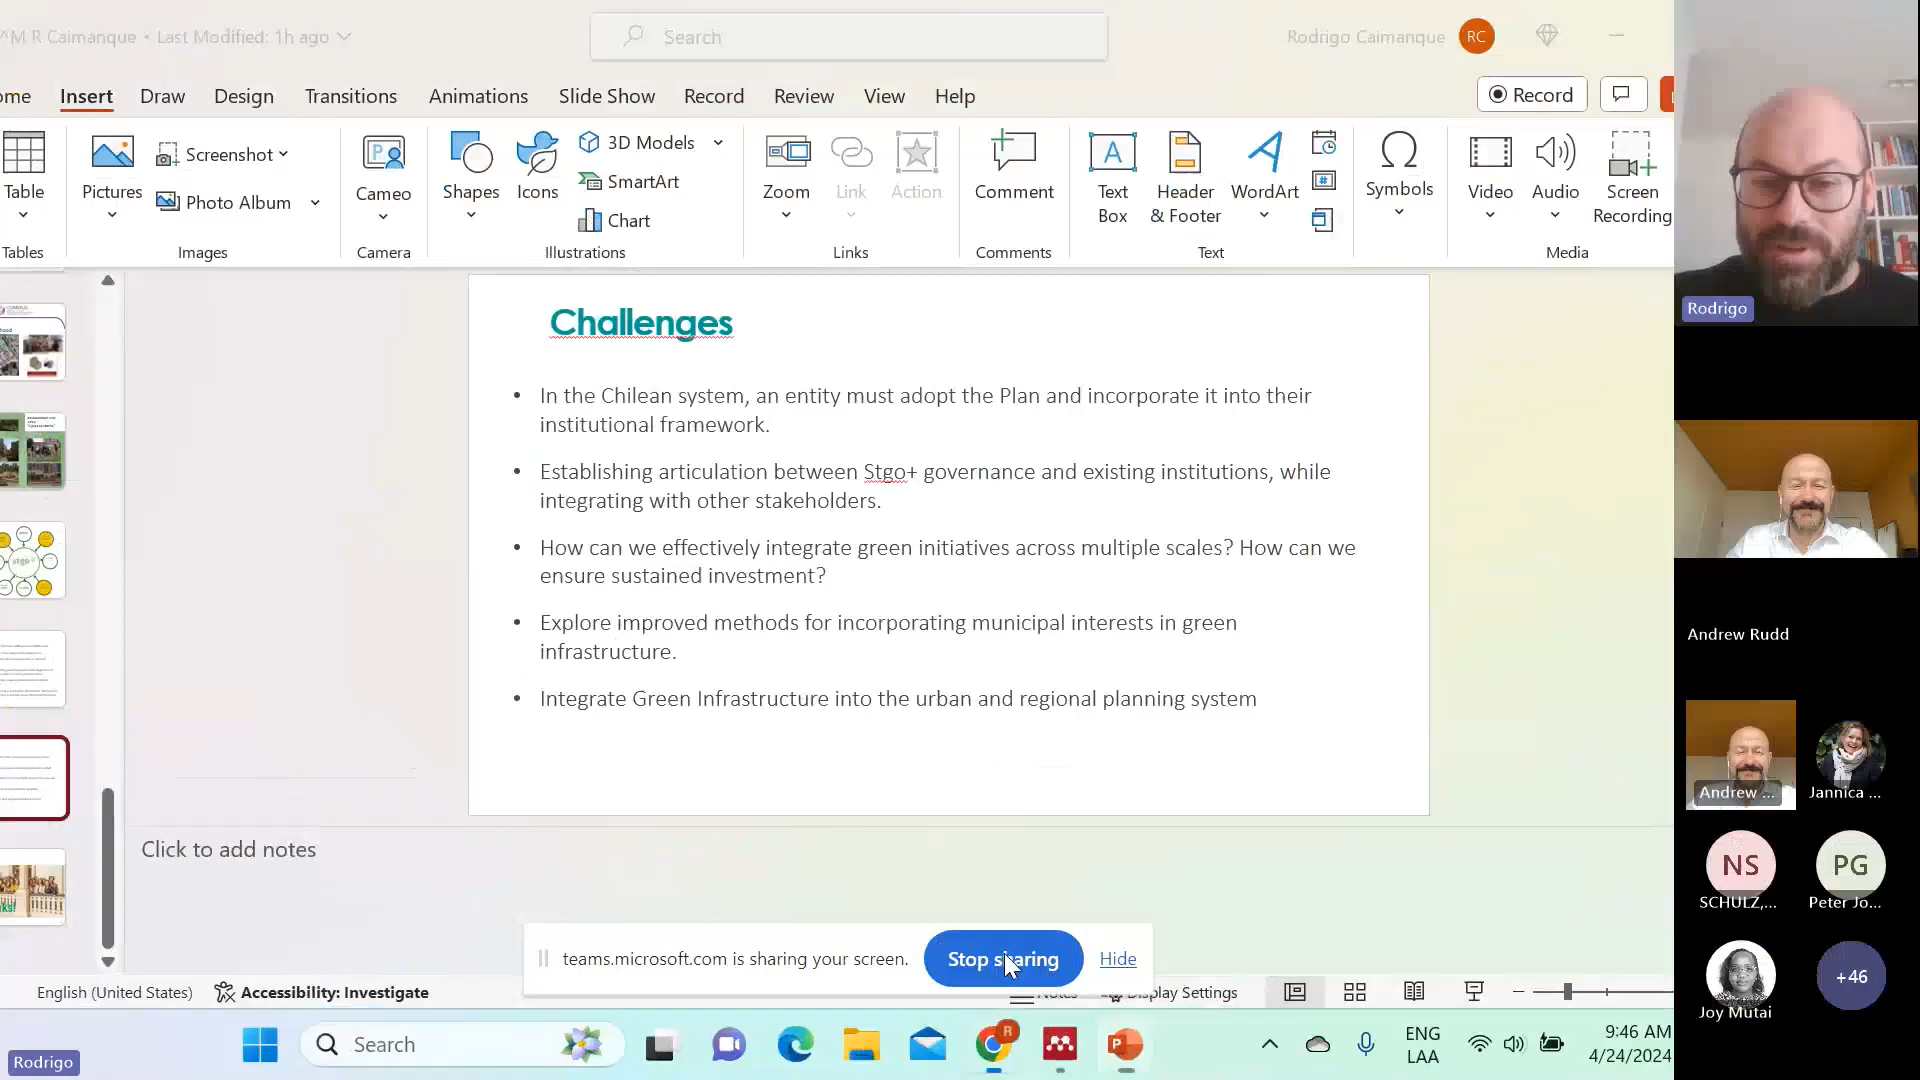 ^M R Caimanque • Last Modified: 1h ago
Search
Rodrigo Caimanque
RC
ome
Insert
Draw
Design
Transitions
Animations
Slide Show
Record
Review
View
Help
Record
Table
Pictures
Screenshot
Photo Album
Cameo
Shapes
Icons
3D Models
SmartArt
Chart
Zoom
Link
Action
Comment
Text
Box
Header
& Footer
WordArt
Symbols
Video
Audio
Screen
Recording
Tables
Images
Camera
Illustrations
Links
Comments
Text
Media
Challenges
• In the Chilean system, an entity must adopt the Plan and incorporate it into their
institutional framework.
• Establishing articulation between Stgo+ governance and existing institutions, while
integrating with other stakeholders.
• How can we effectively integrate green initiatives across multiple scales? How can we
ensure sustained investment?
• Explore improved methods for incorporating municipal interests in green
infrastructure.
• Integrate Green Infrastructure into the urban and regional planning system
Click to add notes
teams.microsoft.com is sharing your screen.
Stop sharing
Hide
English (United States)
Accessibility: Investigate
Notes
Display Settings
Search
ENG
LAA
9:46 AM
4/24/2024
Rodrigo
Rodrigo
Andrew Rudd
Andrew ...
Jannica ...
NS
SCHULZ,...
PG
Peter Jo...
Joy Mutai
+46